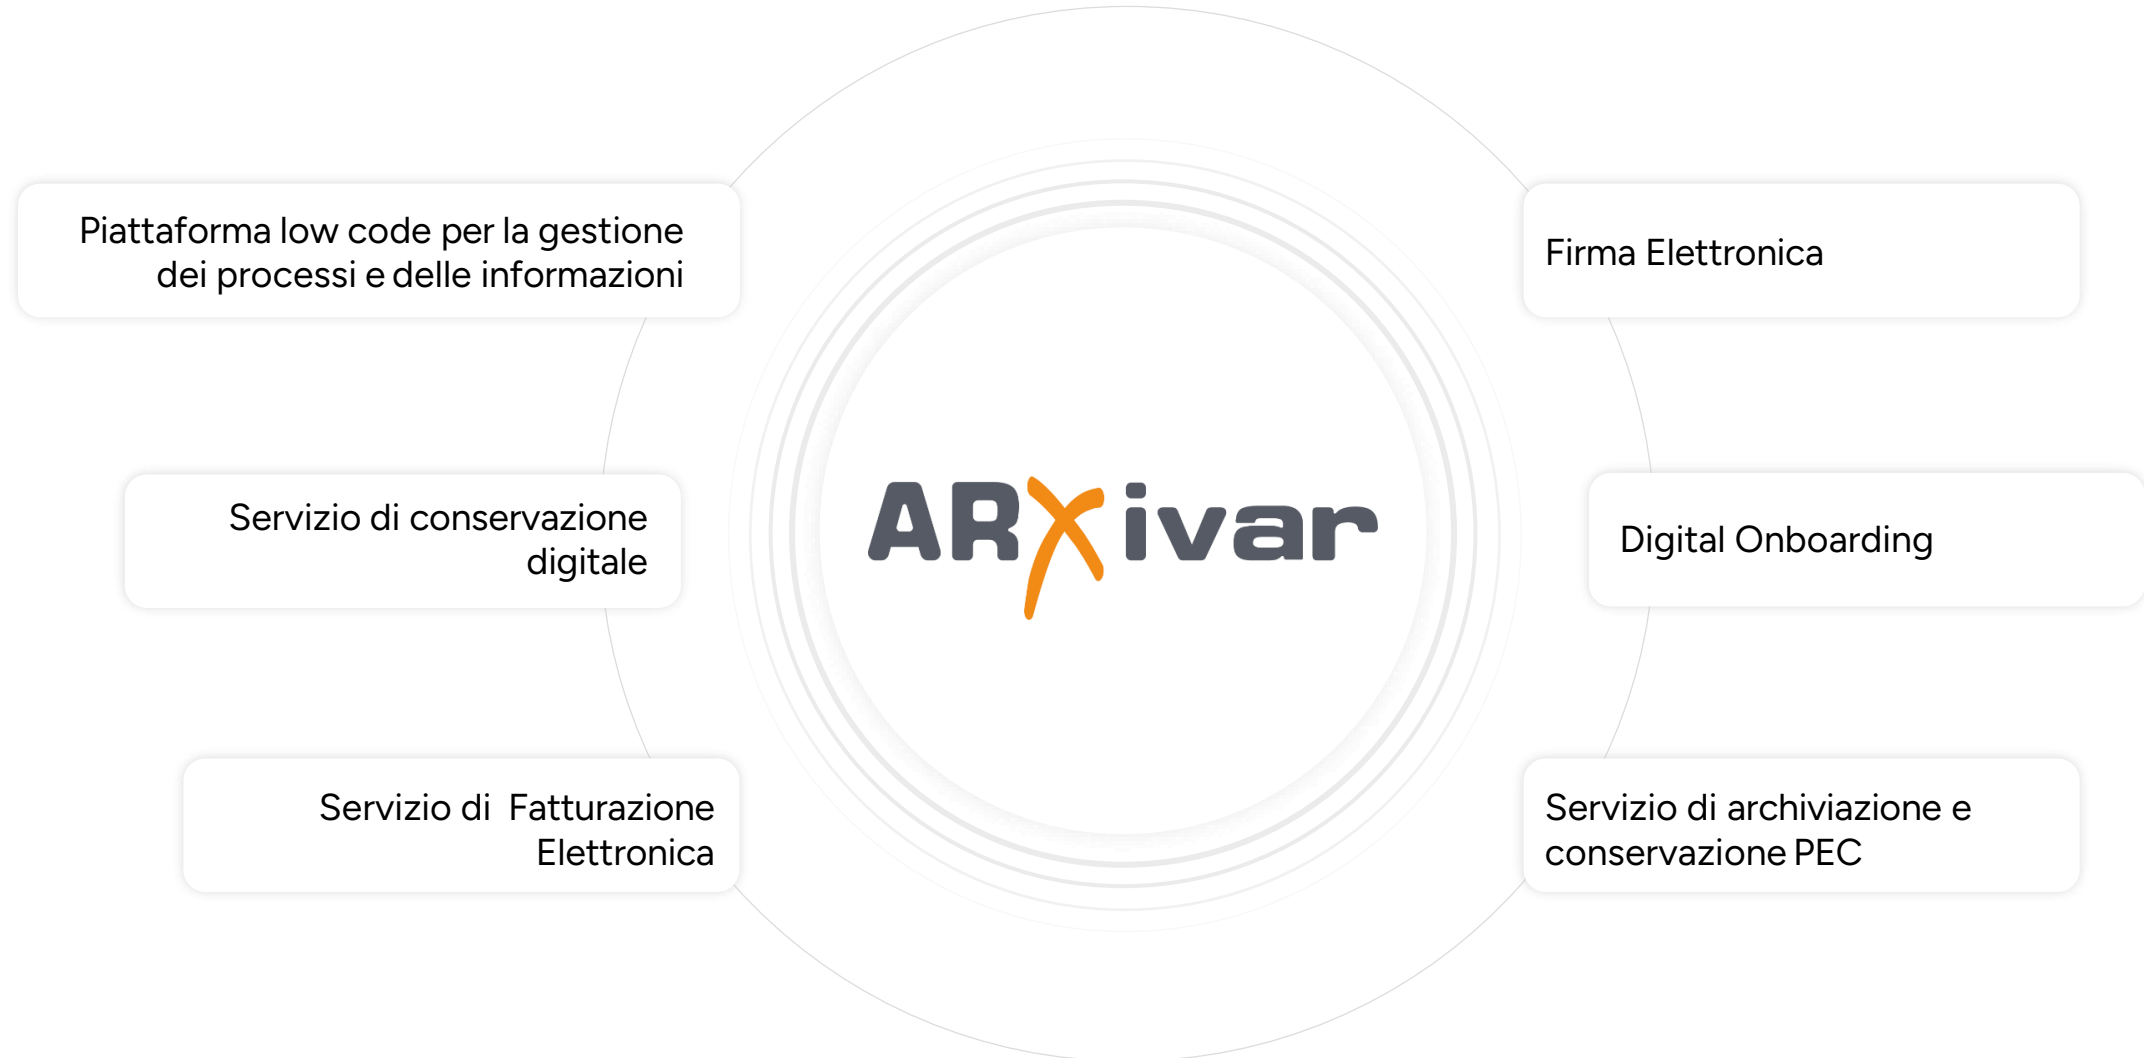 Piattaforma low code per la gestione
dei processi e delle informazioni
Servizio di conservazione
digitale
Servizio di Fatturazione
Elettronica
ARXivar
Firma Elettronica
Digital Onboarding
Servizio di archiviazione e
conservazione PEC